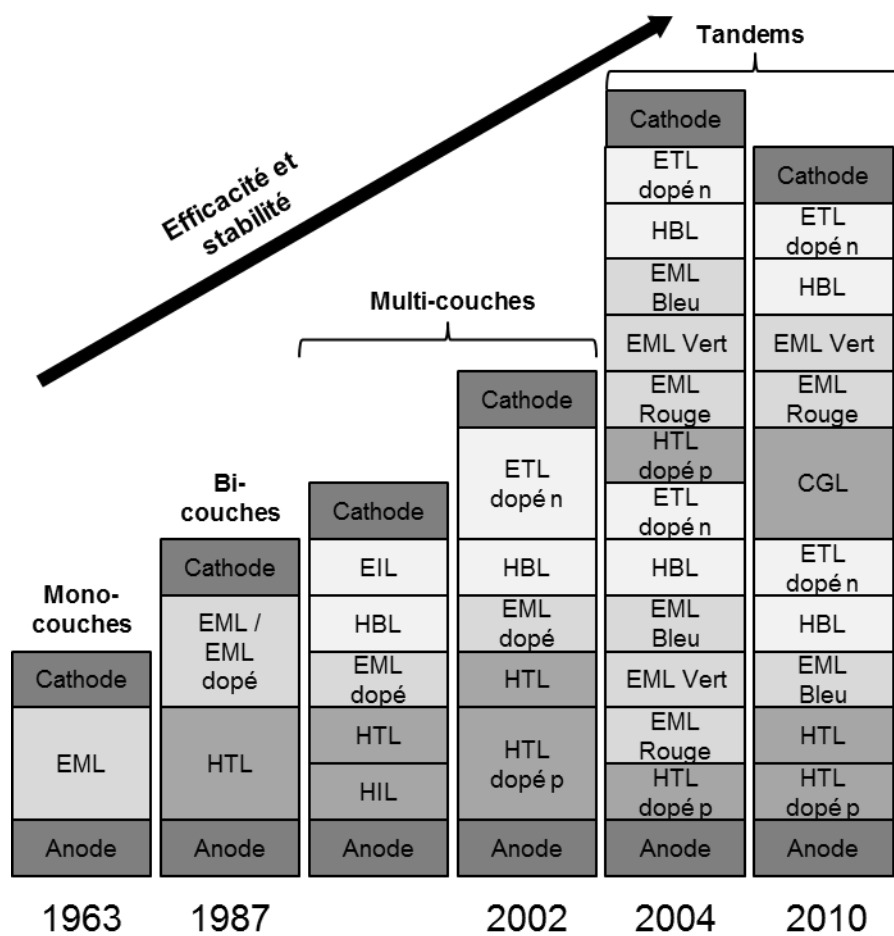 Tandems
Efficacité et
stabilité
Multi-couches
Bi-
couches
Mono-
couches
Cathode
EML
Anode
1963
Cathode
EML /
EML
dopé
HTL
Anode
1987
Cathode
EIL
HBL
EML
dopé
HTL
HIL
Anode
Cathode
ETL
dopé n
HBL
EML
dopé
HTL
HTL
dopé p
Anode
2002
Cathode
ETL
dopé n
HBL
EML
Bleu
EML Vert
EML
Rouge
HTL
dopé p
ETL
dopé n
HBL
EML
Bleu
EML Vert
EML
Rouge
HTL
dopé p
Anode
2004
Cathode
ETL
dopé n
HBL
EML Vert
EML
Rouge
CGL
ETL
dopé n
HBL
EML
Bleu
HTL
HTL
dopé p
Anode
2010